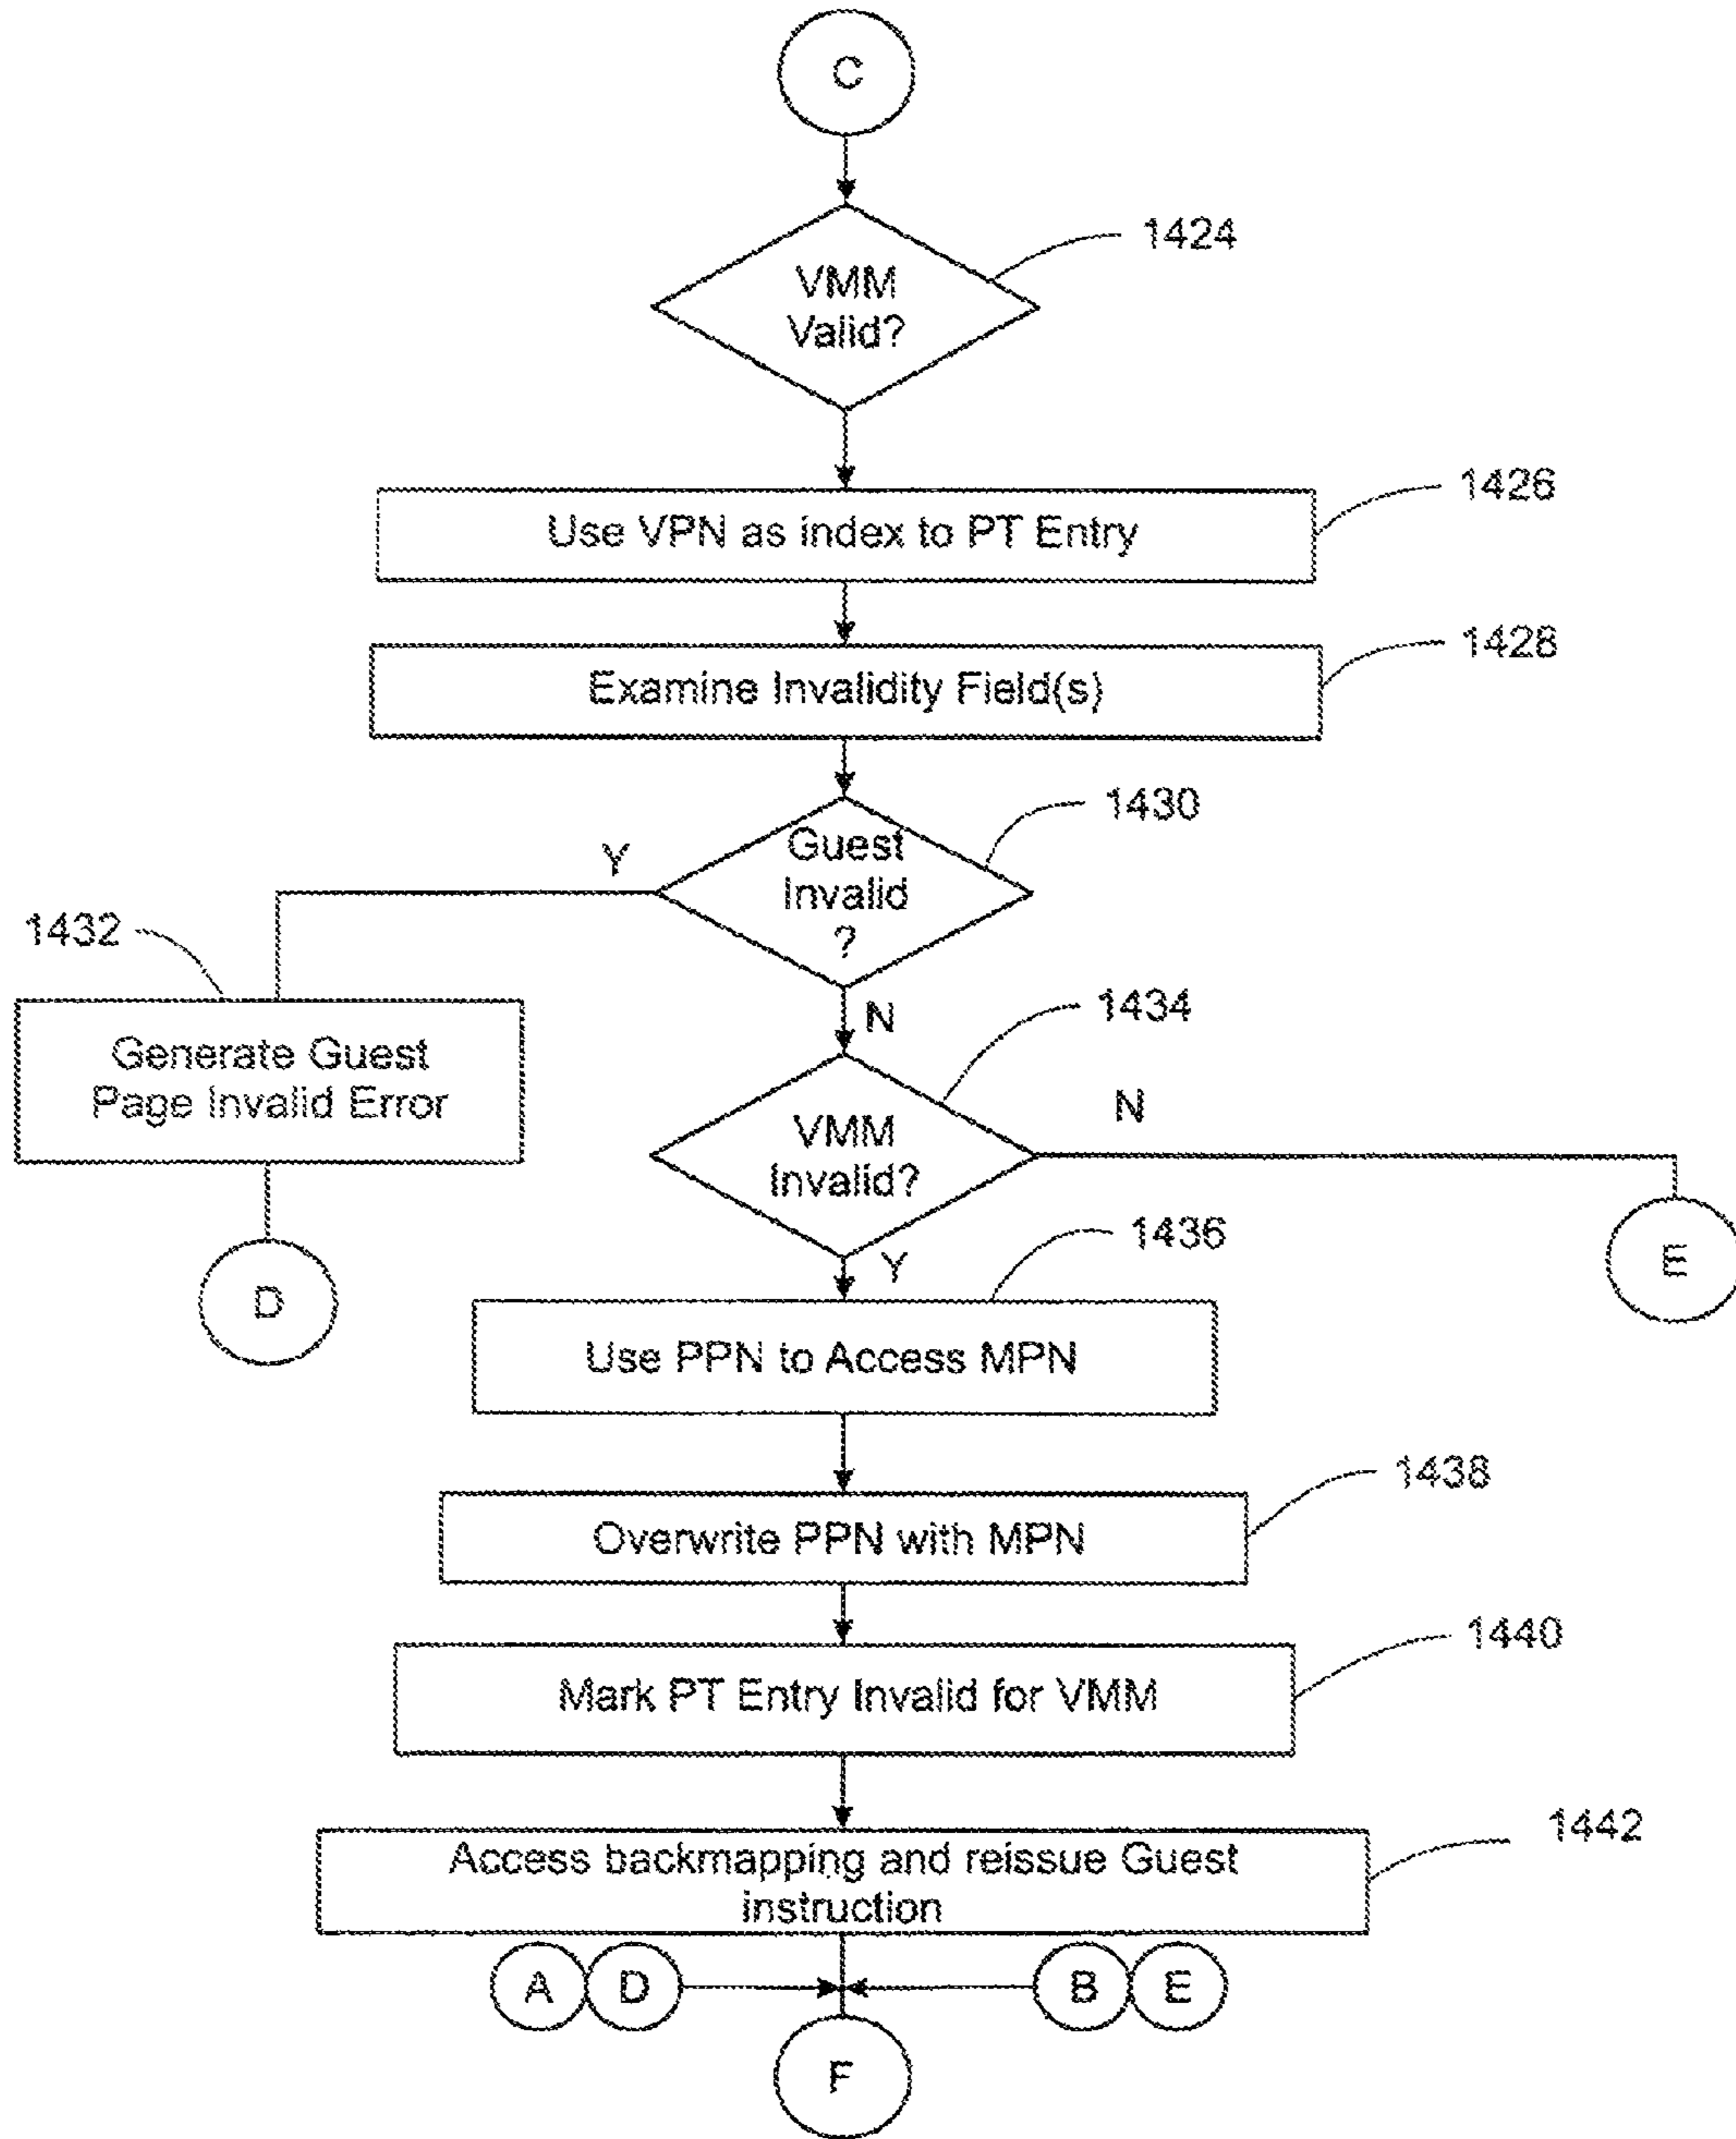 C
1424
VMM
Valid?
1426
Use VPN as index to PT Entry
1428
Examine Invalidity Field(s)
1430
Guest
Invalid
?
Y
1432
N
1434
Generate Guest
Page Invalid Error
VMM
Invalid?
N
1436
Y
E
D
Use PPN to Access MPN
1438
Overwrite PPN with MPN
1440
Mark PT Entry Invalid for VMM
1442
Access backmapping and reissue Guest
instruction
A D B E
F